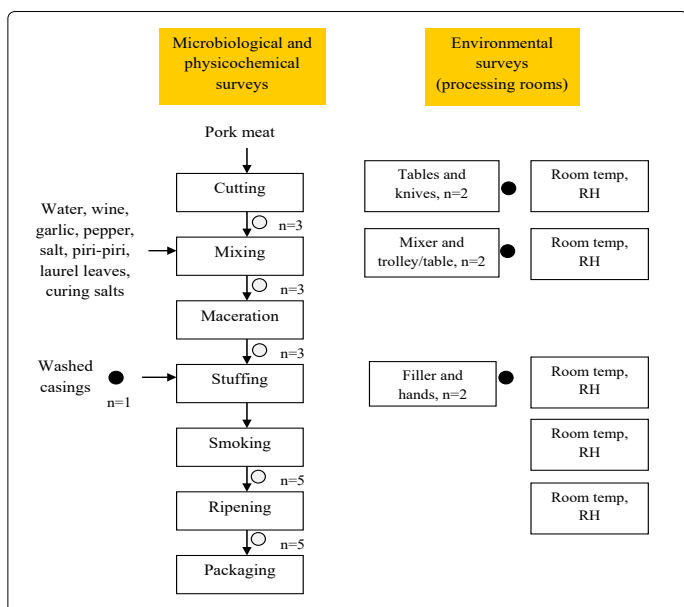 Microbiological and
physicochemical
surveys
Environmental
surveys
(processing rooms)
Pork meat
Cutting
Tables and
knives, n=2
Room temp,
RH
n=3
Water, wine,
garlic, pepper,
salt, piri-piri,
laurel leaves,
curing salts
Mixing
Mixer and
trolley/table, n=2
Room temp,
RH
n=3
Maceration
n=3
Washed
casings
n=1
Stuffing
Filler and
hands, n=2
Room temp,
RH
Smoking
Room temp,
RH
n=5
Ripening
Room temp,
RH
n=5
Packaging